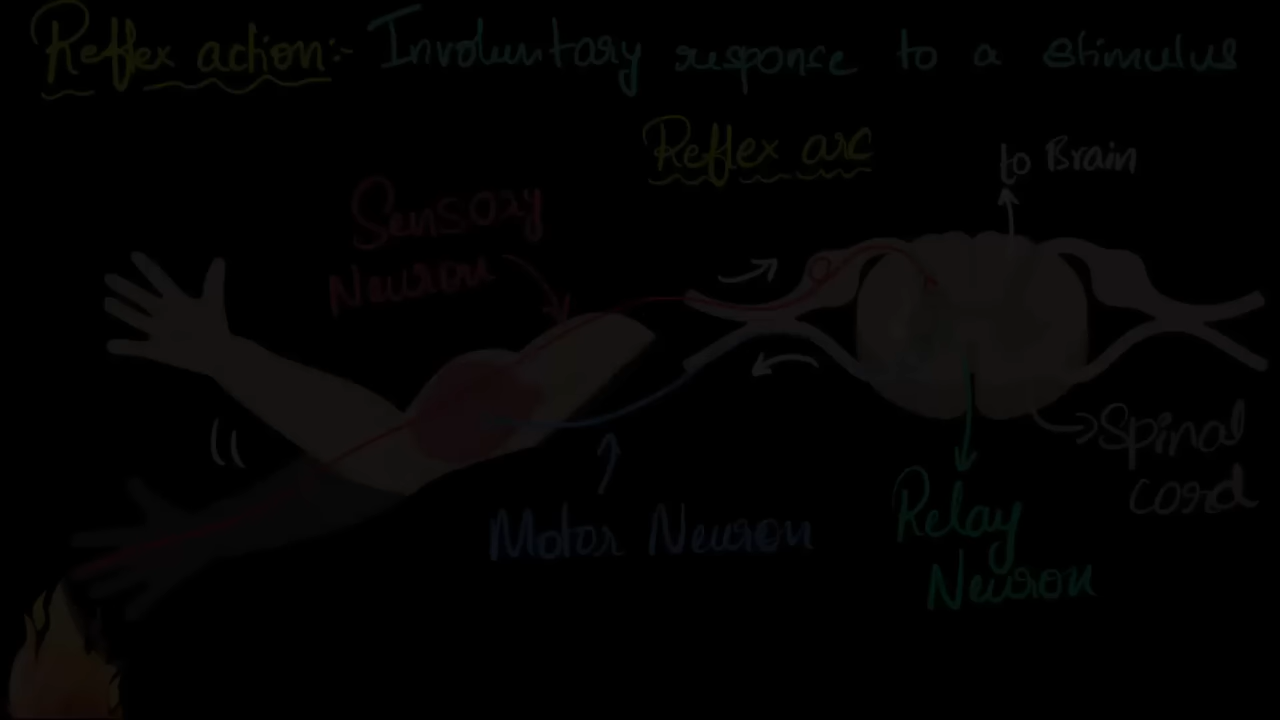 Reflex action:- Involuntary response to a stimulus
Reflex arc
to Brain
Sensory
Neuron
Spinal
cord
Relay
Neuron
Motor Neuron